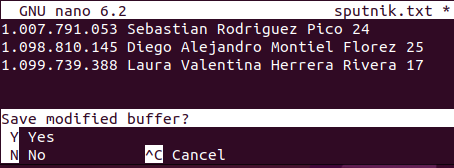 GNU nano 6.2 sputnik.txt *
1.007.791.053 Sebastian Rodriguez Pico 24
1.098.810.145 Diego Alejandro Montiel Florez 25
1.099.739.388 Laura Valentina Herrera Rivera 17
Save modified buffer?
Y Yes
N No ^C Cancel